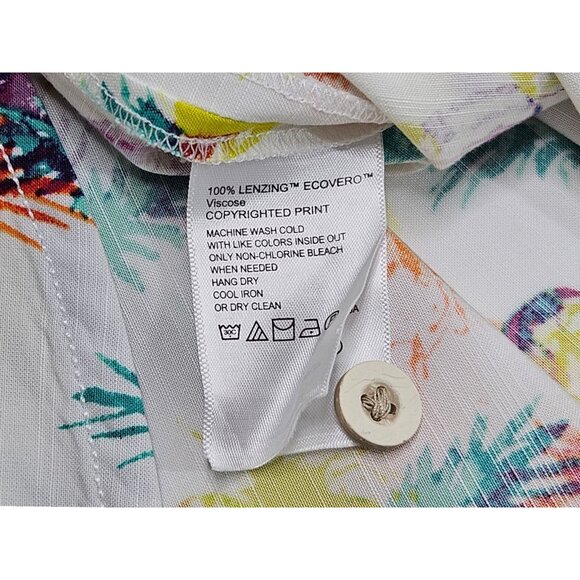 100% LENZING™ ECOVERO™
Viscose
COPYRIGHTED PRINT
MACHINE WASH COLD
WITH LIKE COLORS INSIDE OUT
ONLY NON-CHLORINE BLEACH
WHEN NEEDED
HANG DRY
COOL IRON
OR DRY CLEAN
30C